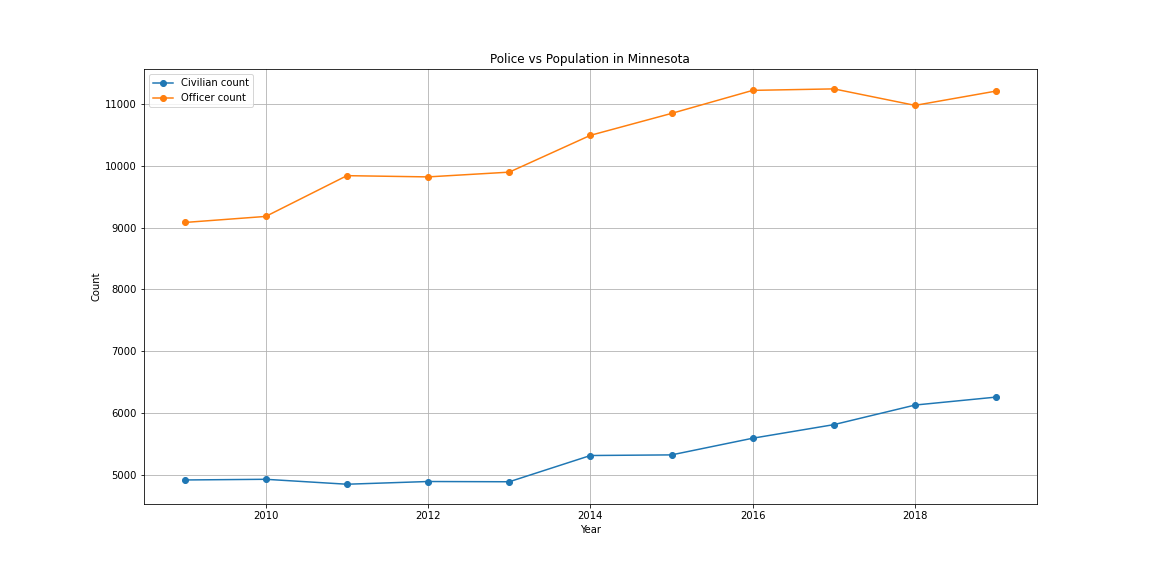 Police vs Population in Minnesota
Civilian count
Officer count
11000
10000
9000
8000
7000
6000
5000
Count
2010
2012
2014
2016
2018
Year